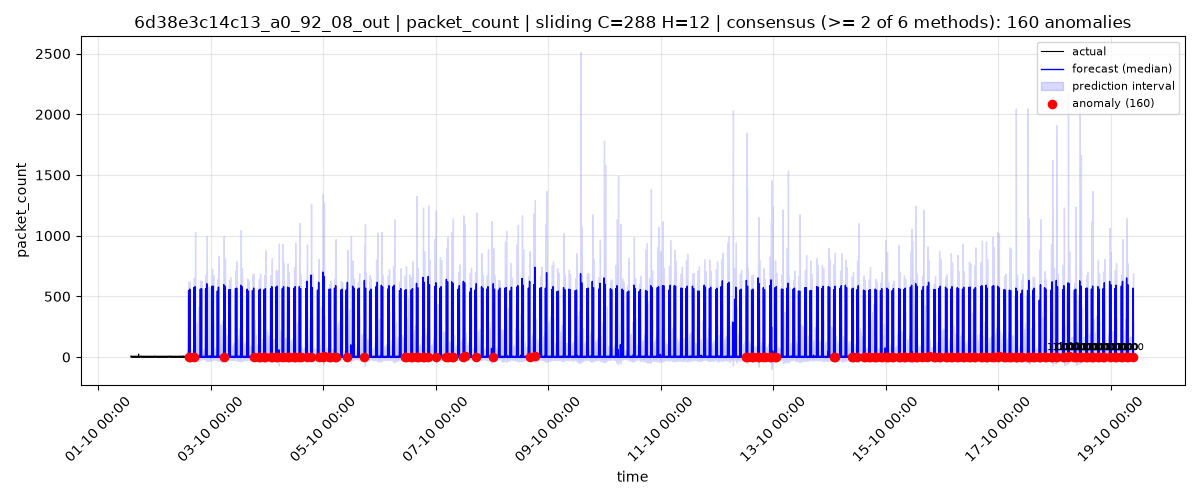 6d38e3c14c13_a0_92_08_out | packet_count | sliding C=288 H=12 | consensus (>= 2 of 6 methods): 160 anomalies
actual
forecast (median)
prediction interval
anomaly (160)
2500
2000
1500
1000
500
0
packet_count
01-10 00:00
03-10 00:00
05-10 00:00
07-10 00:00
09-10 00:00
11-10 00:00
13-10 00:00
15-10 00:00
17-10 00:00
19-10 00:00
time